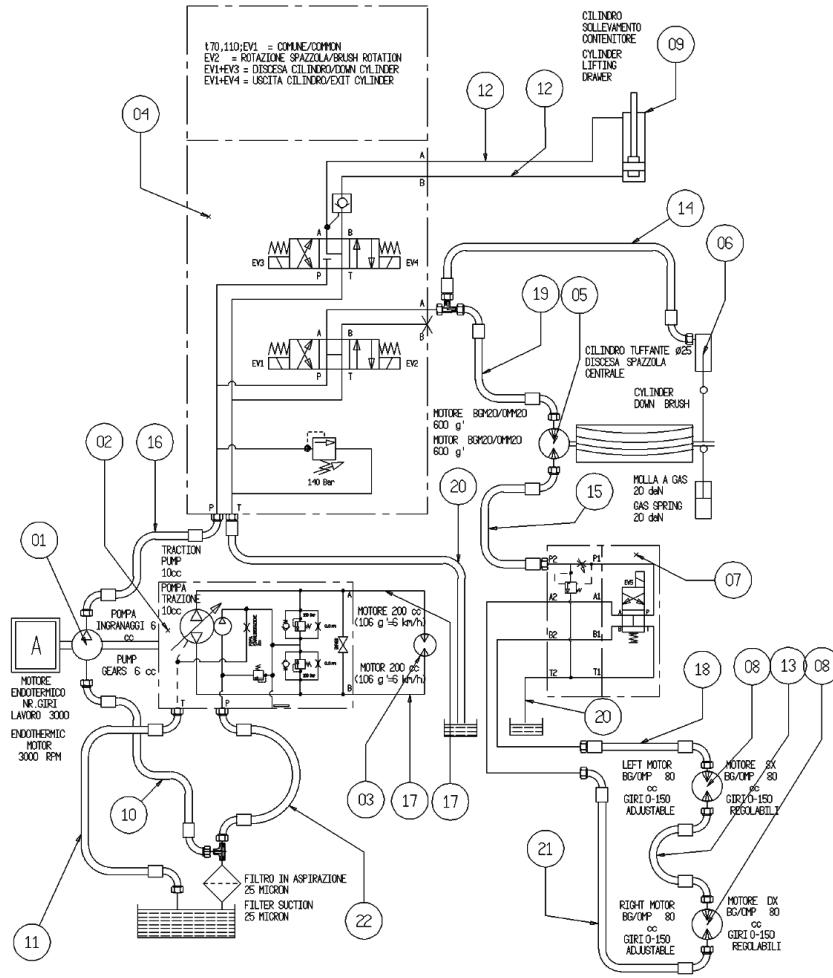 t70,110;EV1 = COMUNE/COMMON
EV2 = ROTAZIONE SPAZZOLA/BRUSH ROTATION
EV1+EV3 = DISCESA CILINDRO/DOWN CYLINDER
EV1+EV4 = USCITA CILINDRO/EXIT CYLINDER
CILINDRO
SOLLEVAMENTO
CONTENITORE
CYLINDER
LIFTING
DRAWER
09
12
12
04
A
B
A B
EV3
EV4
P T
14
06
19
05
A
B
A B
EV1
EV2
P T
CILINDRO TUFFANTE ø25
DISCESA SPAZZOLA
CENTRALE
CYLINDER
DOWN BRUSH
MOTORE BGM20/OMM20
600 g'
MOTOR BGM20/OMM20
600 g'
02
16
140 Bar
20
15
MOLLA A GAS
20 daN
GAS SPRING
20 daN
P T
01
TRACTION
PUMP
10cc
POMPA
TRAZIONE
10cc
07
P2 P1
EV5
A2 A1
B2 B1
T2 T1
A P
B T
A
POMPA
INGRANAGGI 6
cc
PUMP
GEARS 6 cc
MOTORE 200 cc
(106 g'=6 km/h)
MOTOR 200 cc
(106 g'=6 km/h)
A
B
T P
MOTORE
ENDOTERMICO
NR.GIRI
LAVORO 3000
ENDOTHERMIC
MOTOR
3000 RPM
03
17
17
20
18
08
13
08
10
LEFT MOTOR
BG/OMP 80
cc
GIRI 0-150
ADJUSTABLE
MOTORE SX
BG/OMP 80
cc
GIRI 0-150
REGOLABILI
11
22
21
FILTRO IN ASPIRAZIONE
25 MICRON
FILTER SUCTION
25 MICRON
RIGHT MOTOR
BG/OMP 80
cc
GIRI 0-150
ADJUSTABLE
MOTORE DX
BG/OMP 80
cc
GIRI 0-150
REGOLABILI